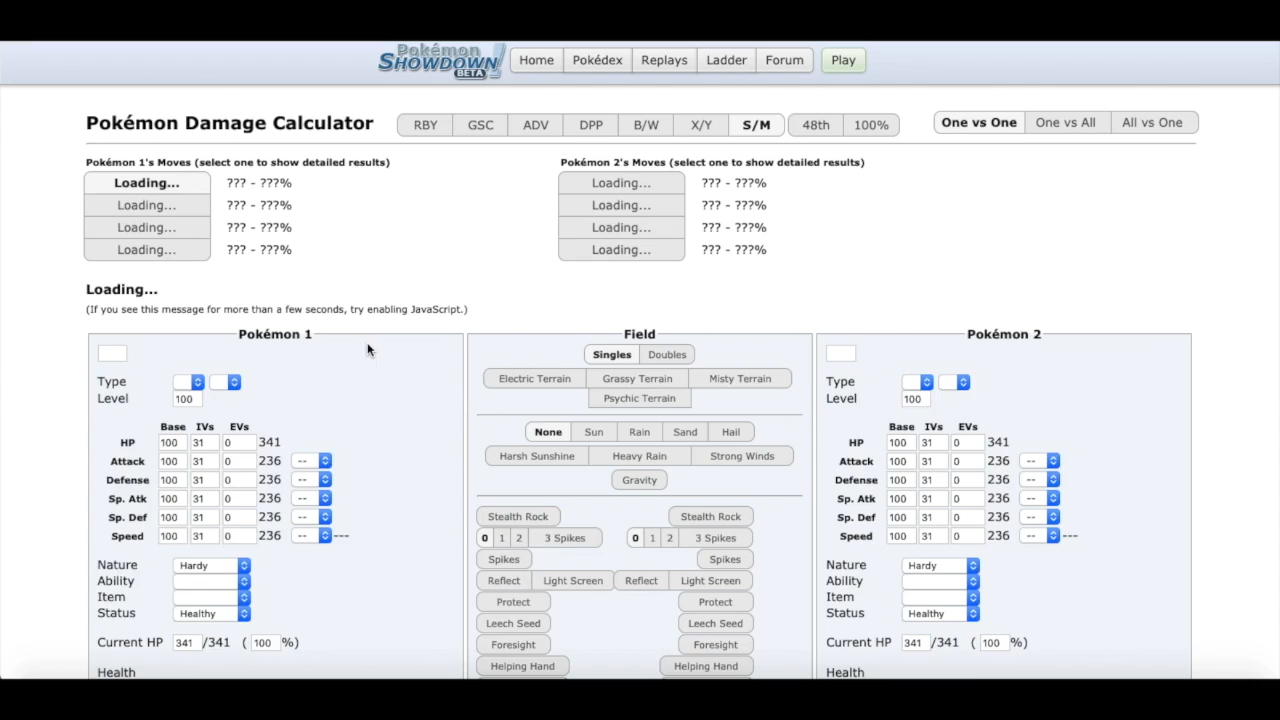 Pokémon
SHOWDOWN!
BETA
Home Pokédex Replays Ladder Forum Play
Pokémon Damage Calculator RBY GSC ADV DPP B/W X/Y S/M 48th 100% One vs One One vs All All vs One
Pokémon 1's Moves (select one to show detailed results) Pokémon 2's Moves (select one to show detailed results)
Loading... ??? - ???% Loading... ??? - ???%
Loading... ??? - ???% Loading... ??? - ???%
Loading... ??? - ???% Loading... ??? - ???%
Loading... ??? - ???% Loading... ??? - ???%
Loading...
(If you see this message for more than a few seconds, try enabling JavaScript.)
Pokémon 1
Type
Level 100
Base IVs EVs
HP 100 31 0 341
Attack 100 31 0 236 --
Defense 100 31 0 236 --
Sp. Atk 100 31 0 236 --
Sp. Def 100 31 0 236 --
Speed 100 31 0 236 -- ---
Nature Hardy
Ability
Item
Status Healthy
Current HP 341 /341 ( 100 %)
Health
Field
Singles Doubles
Electric Terrain Grassy Terrain Misty Terrain
Psychic Terrain
None Sun Rain Sand Hail
Harsh Sunshine Heavy Rain Strong Winds
Gravity
Stealth Rock Stealth Rock
0 1 2 3 Spikes 0 1 2 3 Spikes
Spikes Spikes
Reflect Light Screen Reflect Light Screen
Protect Protect
Leech Seed Leech Seed
Foresight Foresight
Helping Hand Helping Hand
Pokémon 2
Type
Level 100
Base IVs EVs
HP 100 31 0 341
Attack 100 31 0 236 --
Defense 100 31 0 236 --
Sp. Atk 100 31 0 236 --
Sp. Def 100 31 0 236 --
Speed 100 31 0 236 -- ---
Nature Hardy
Ability
Item
Status Healthy
Current HP 341 /341 ( 100 %)
Health